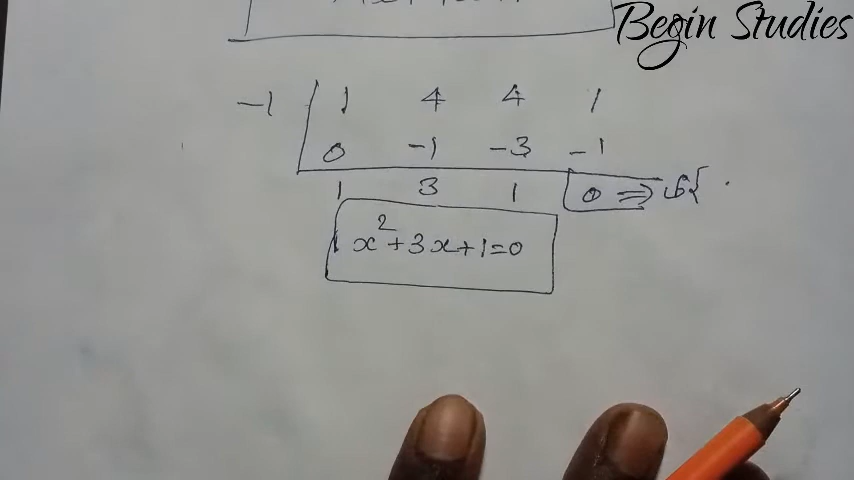 Begin Studies
-1 | 1 4 4 1
0 -1 -3 -1
1 3 1 0 ⇒ மீதி
x² + 3x + 1 = 0